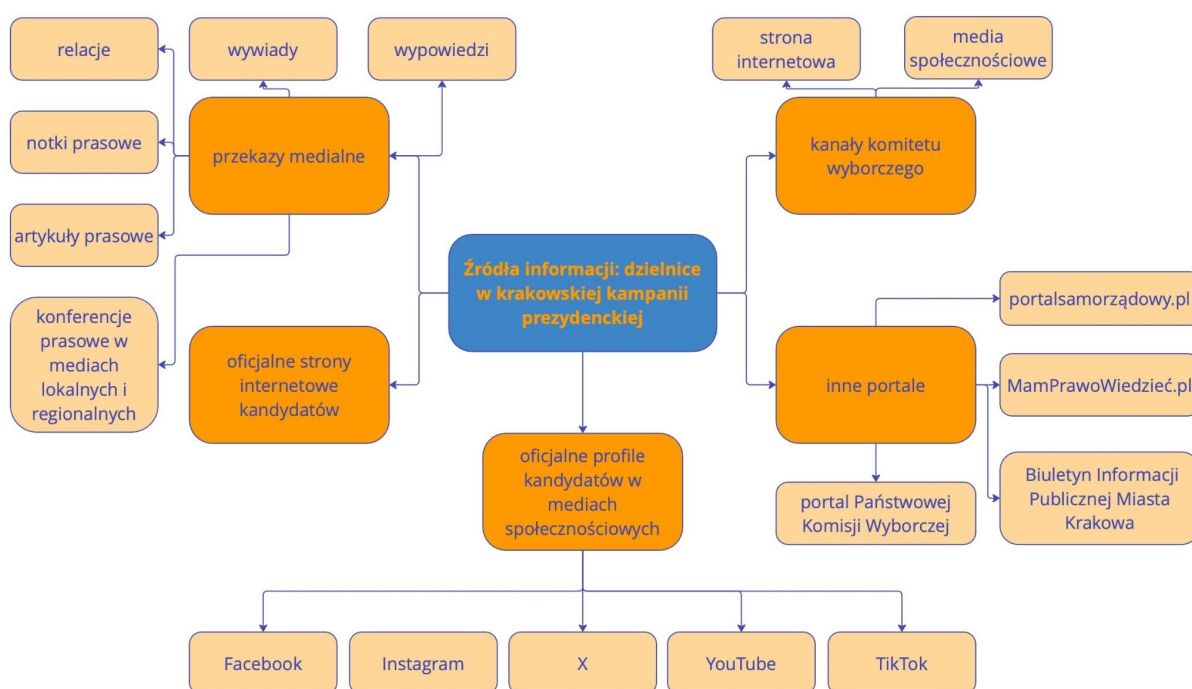 relacje
wywiady
wypowiedzi
notki prasowe
przekazy medialne
artykuły prasowe
konferencje
prasowe w
mediach
lokalnych i
regionalnych
strona
internetowa
media
społecznościowe
kanały komitetu
wyborczego
Źródła informacji: dzielnice
w krakowskiej kampanii
prezydenckiej
oficjalne strony
internetowe
kandydatów
oficjalne profile
kandydatów w
mediach
społecznościowych
inne portale
portalsamorządowy.pl
MamPrawoWiedzieć.pl
Biuletyn Informacji
Publicznej Miasta
Krakowa
portal Państwowej
Komisji Wyborczej
Facebook
Instagram
X
YouTube
TikTok